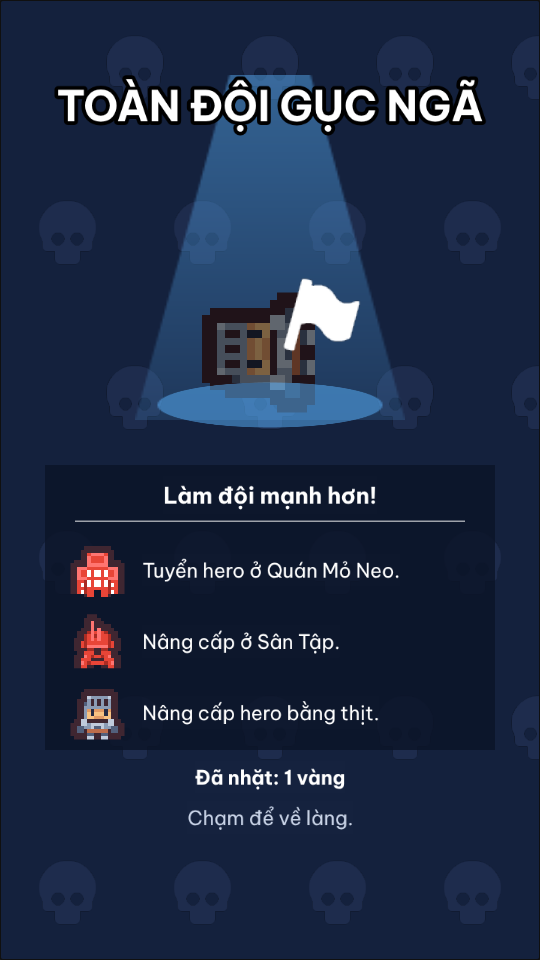 TOÀN ĐỘI GỤC NGÃ
Làm đội mạnh hơn!
Tuyển hero ở Quán Mỏ Neo.
Nâng cấp ở Sân Tập.
Nâng cấp hero bằng thịt.
Đã nhặt: 1 vàng
Chạm để về làng.